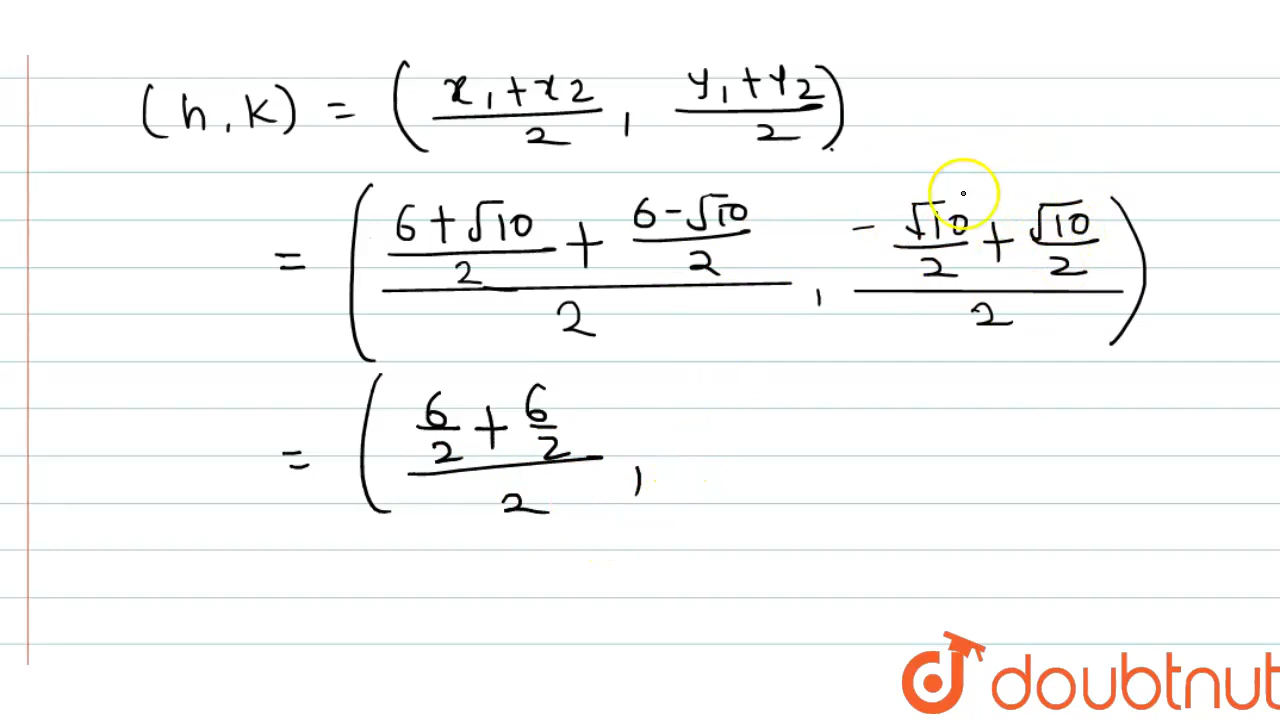 (h, k) = ( (x₁+x₂)/2 , (y₁+y₂)/2 )
= ( ((6+√10)/2 + (6-√10)/2)/2 , (-√10/2 + √10/2)/2 )
= ( (6/2 + 6/2)/2 ,
doubtnut